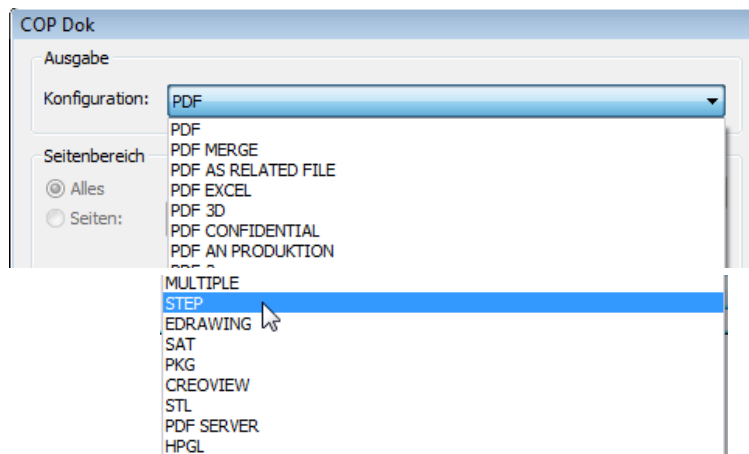 COP Dok
Ausgabe
Konfiguration: PDF
PDF
PDF MERGE
PDF AS RELATED FILE
Seitenbereich
PDF EXCEL
Alles
PDF 3D
Seiten:
PDF CONFIDENTIAL
PDF AN PRODUKTION
MULTIPLE
STEP
EDRAWING
SAT
PKG
CREOVIEW
STL
PDF SERVER
HPGL